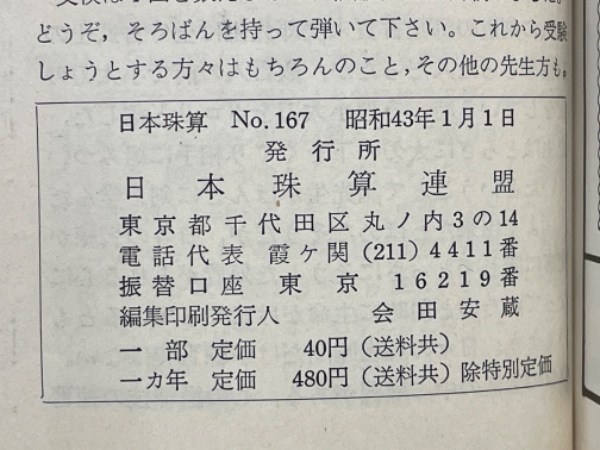 どうぞ，そろばんを持って弾いて下さい。これから受験
しょうとする方々はもちろんのこと，その他の先生方も。
日本珠算 No.167 昭和43年1月1日
発行所
日本珠算連盟
東京都千代田区丸ノ内3の14
電話代表 霞ケ関(211)4411番
振替口座 東京 16219番
編集印刷発行人 会田安蔵
一部 定価 40円(送料共)
一カ年 定価 480円(送料共)除特別定価